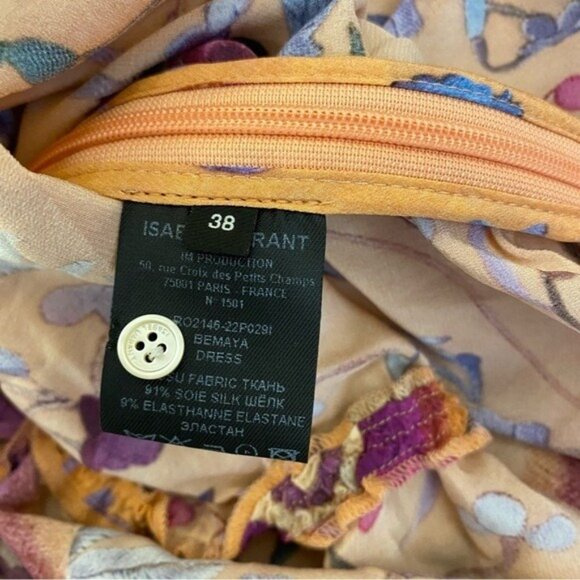 38
ISAB RANT
IM PRODUCTION
50, rue Croix des Petits Champs
75001 PARIS - FRANCE
N° 1501
RO2146-22P029I
BEMAYA
DRESS
SU FABRIC ТКАНЬ
91% SOIE SILK ШЁЛК
9% ELASTHANNE ELASTANE
ЭЛАСТАН